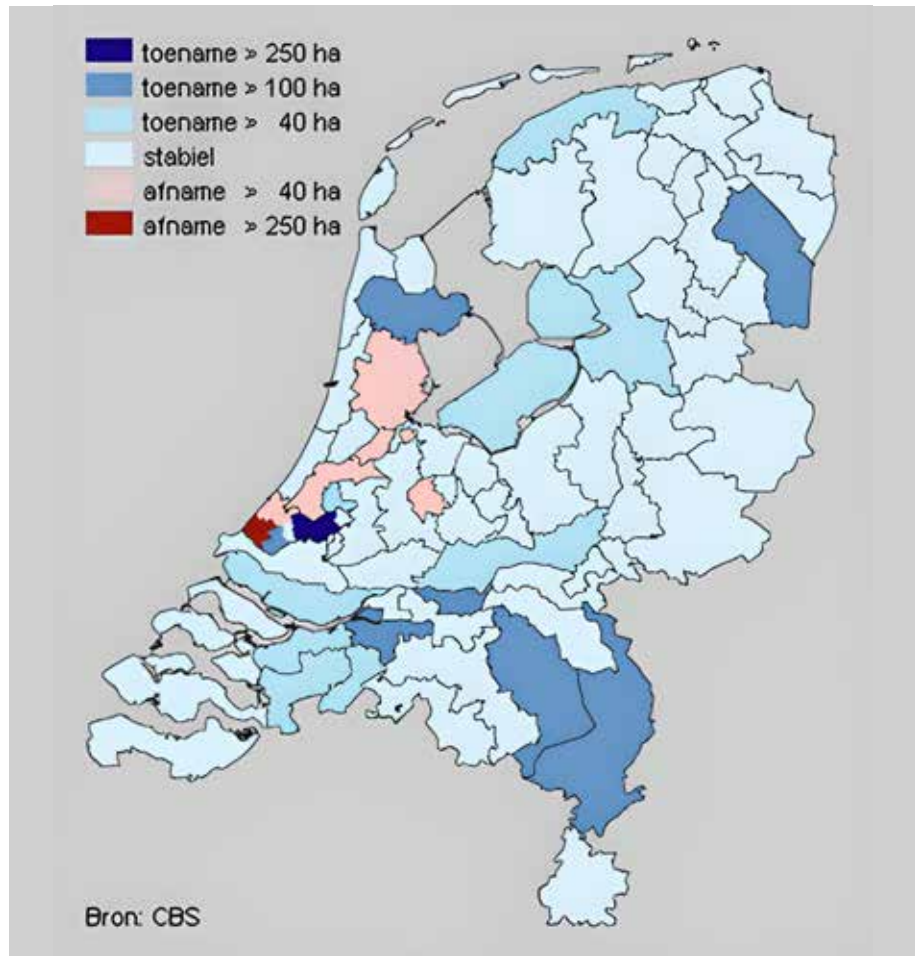 toename > 250 ha
toename > 100 ha
toename > 40 ha
stabiel
afname > 40 ha
afname > 250 ha
Bron: CBS